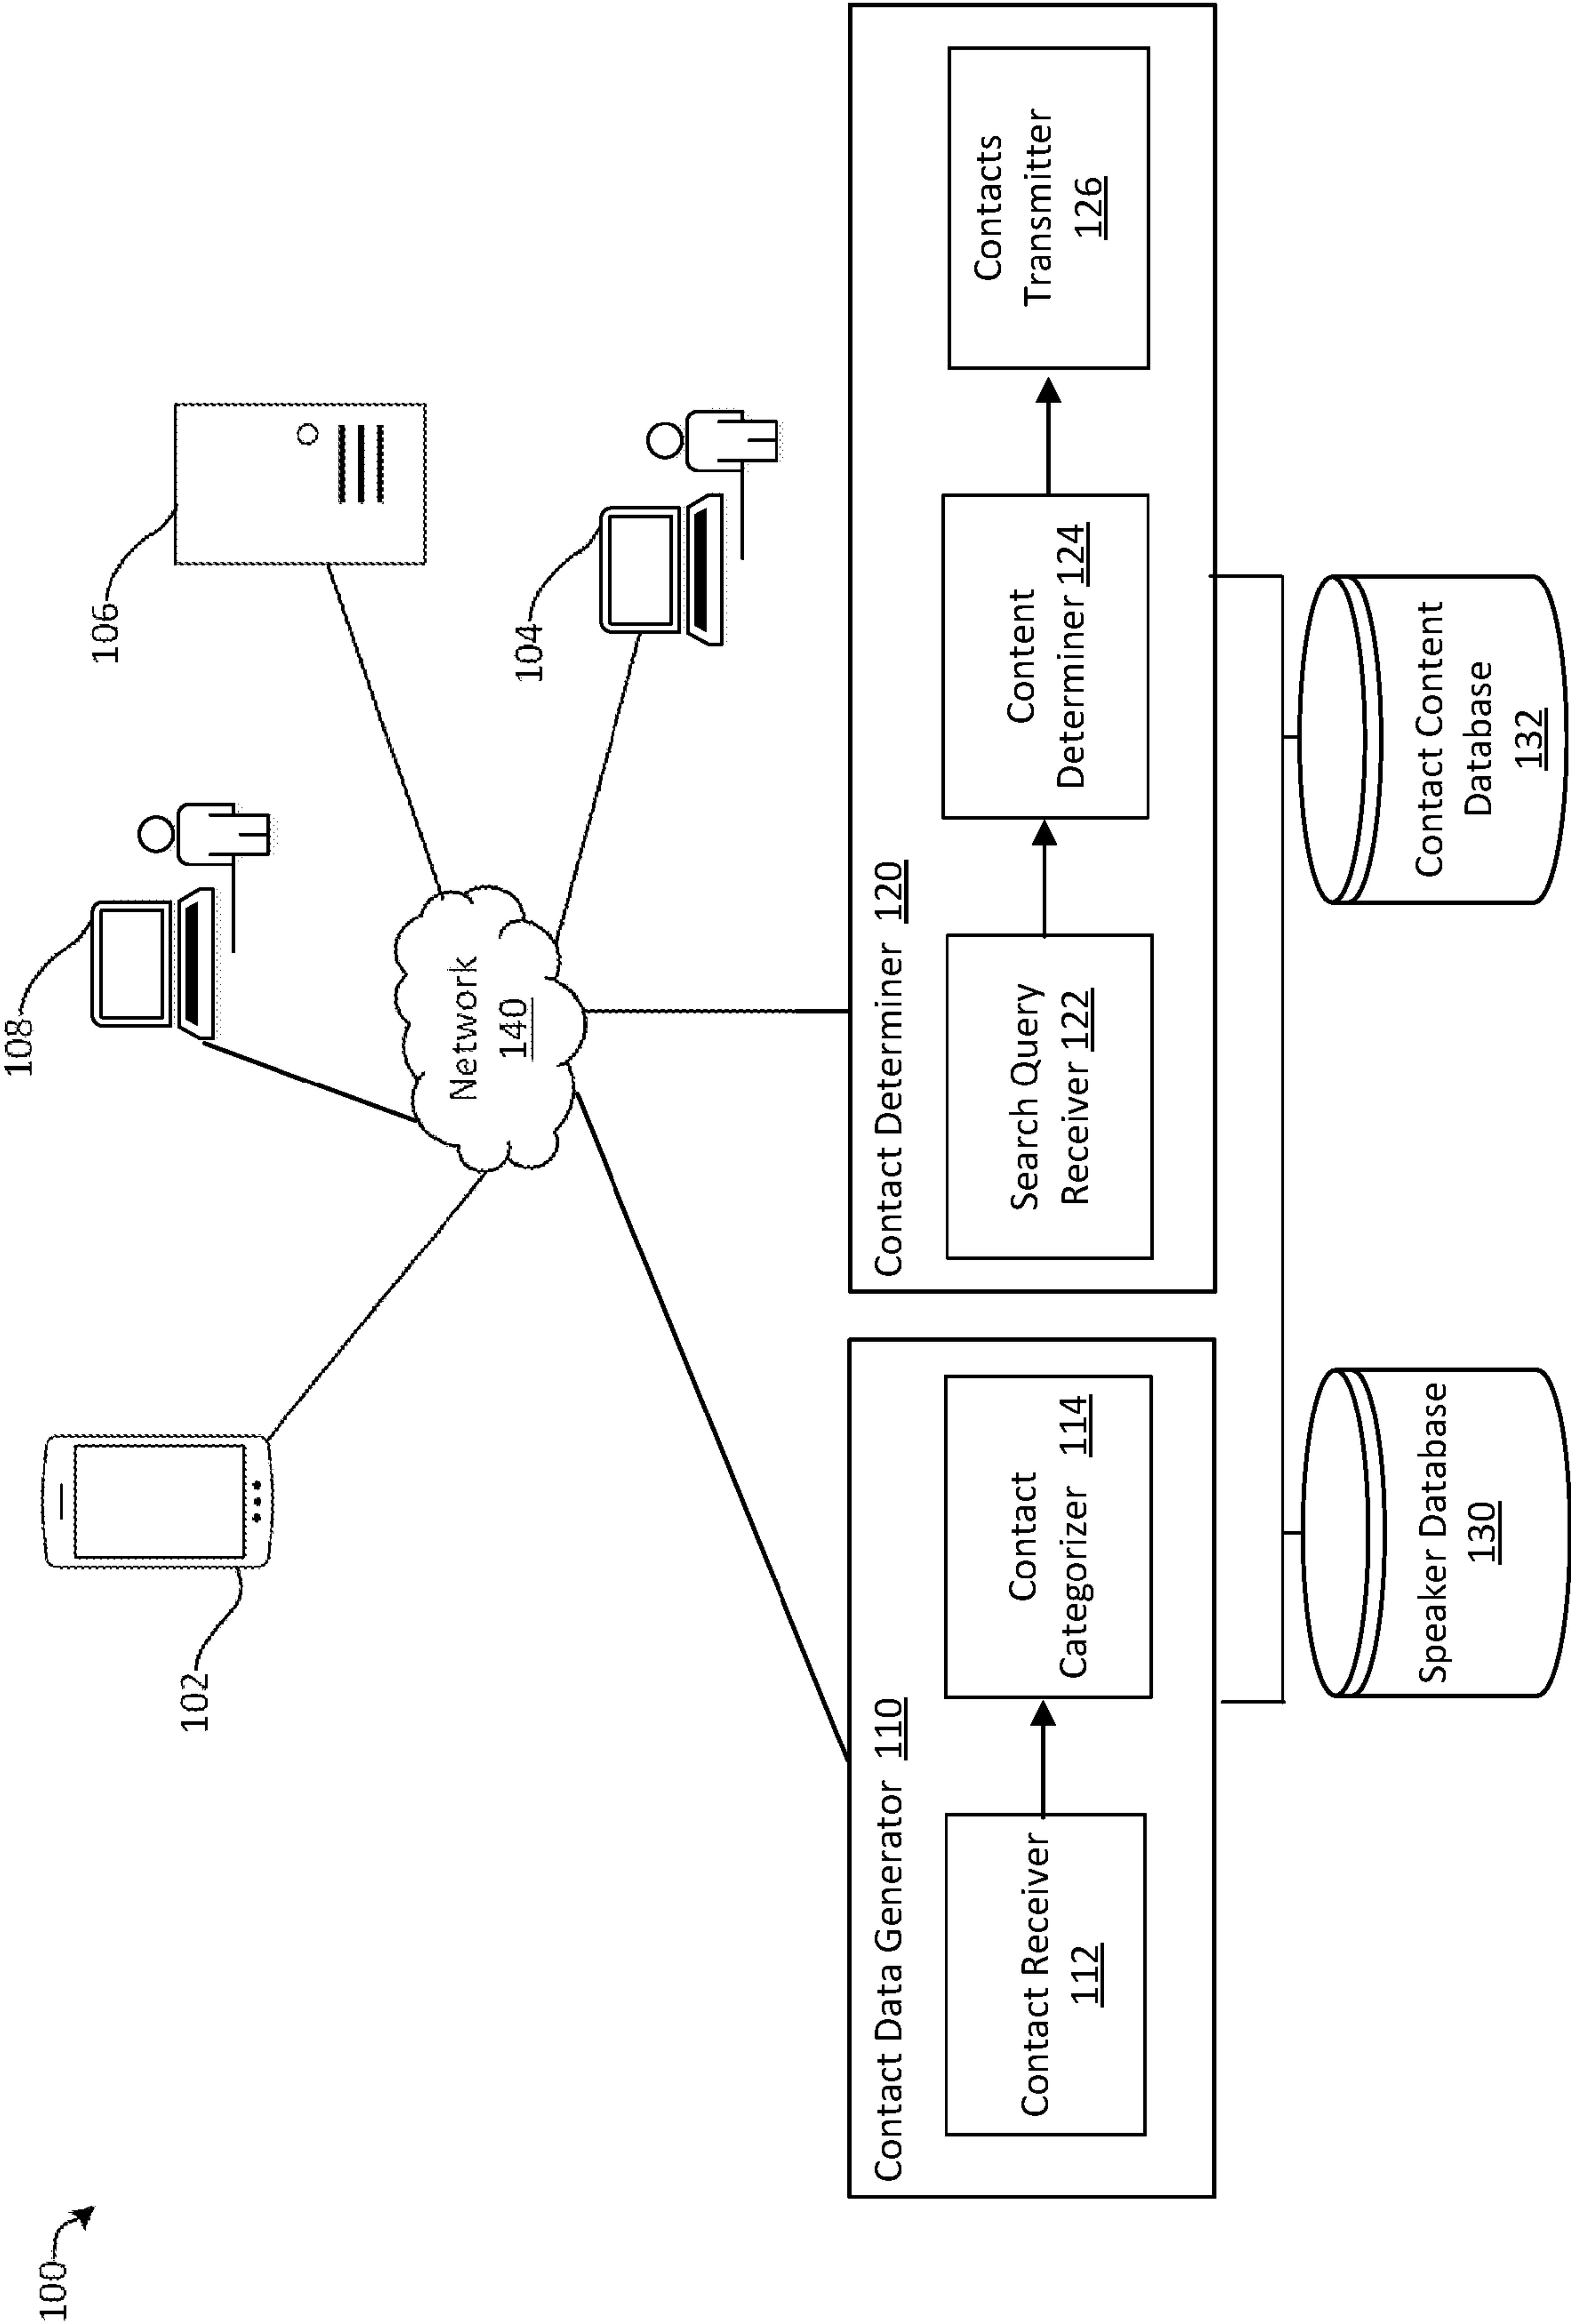 100
102
108
106
104
Network
140
Contact Data Generator 110
Contact Receiver
112
Contact
Categorizer 114
Contact Determiner 120
Search Query
Receiver 122
Content
Determiner 124
Contacts
Transmitter
126
Speaker Database
130
Contact Content
Database
132